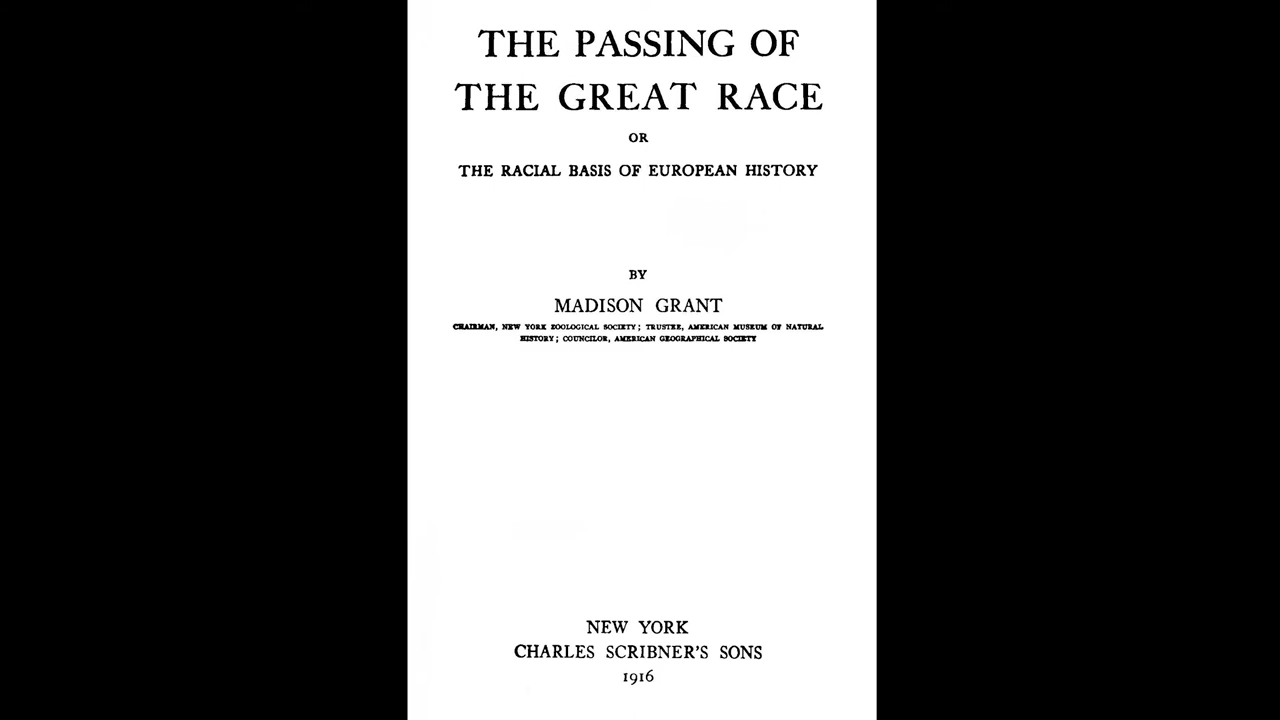 THE PASSING OF
THE GREAT RACE
OR
THE RACIAL BASIS OF EUROPEAN HISTORY
BY
MADISON GRANT
CHAIRMAN, NEW YORK ZOOLOGICAL SOCIETY; TRUSTEE, AMERICAN MUSEUM OF NATURAL
HISTORY; COUNCILOR, AMERICAN GEOGRAPHICAL SOCIETY
NEW YORK
CHARLES SCRIBNER'S SONS
1916